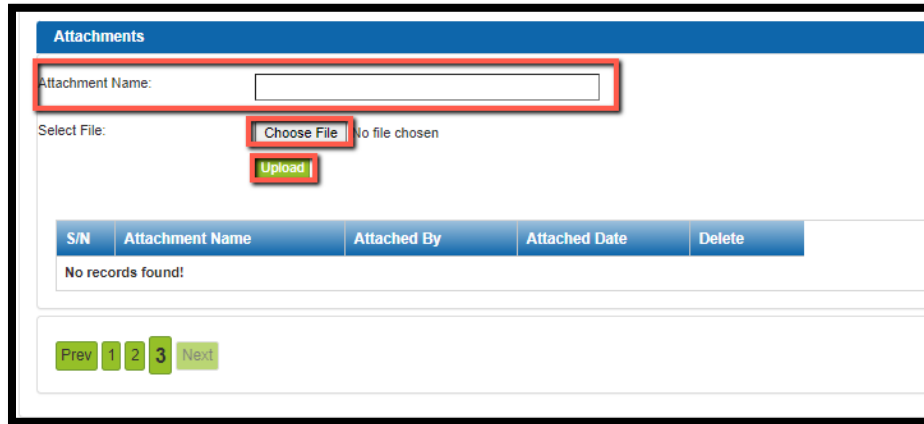 Attachments
Attachment Name:
Select File: Choose File No file chosen
Upload
S/N Attachment Name Attached By Attached Date Delete
No records found!
Prev 1 2 3 Next